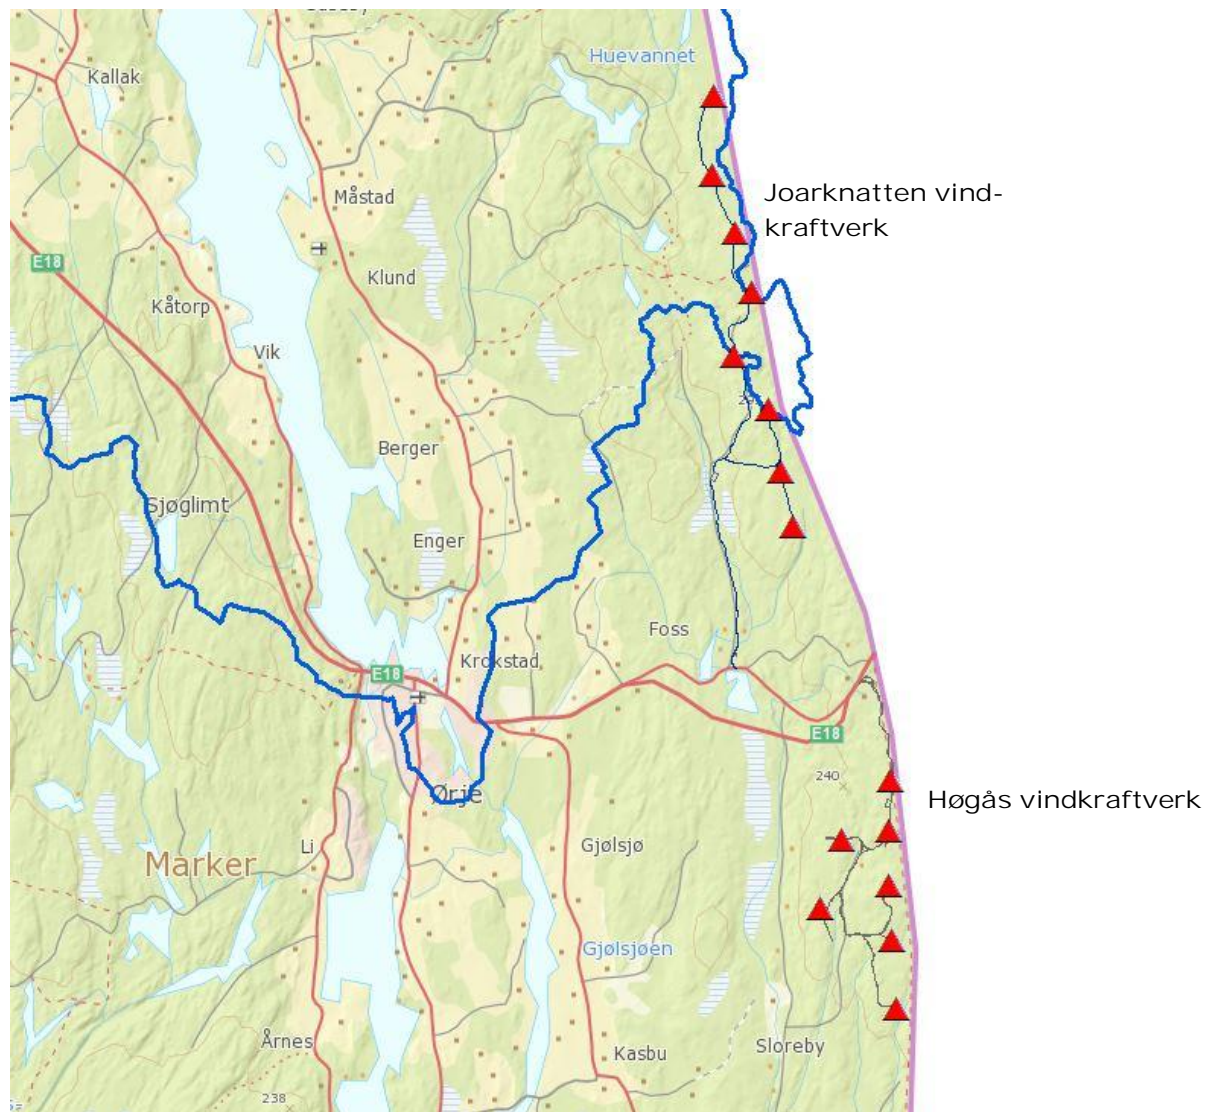 Huevannet
Kallak
Måstad
Joarknatten vind-
kraftverk
E18
Klund
Kåtorp
Vik
Berger
Sjøglimt
Enger
Foss
Krokstad
E18
E18
240
Ørje
Høgås vindkraftverk
Li
Gjølsjø
Marker
Gjølsjøen
Årnes
Kasbu
Sloreby
238